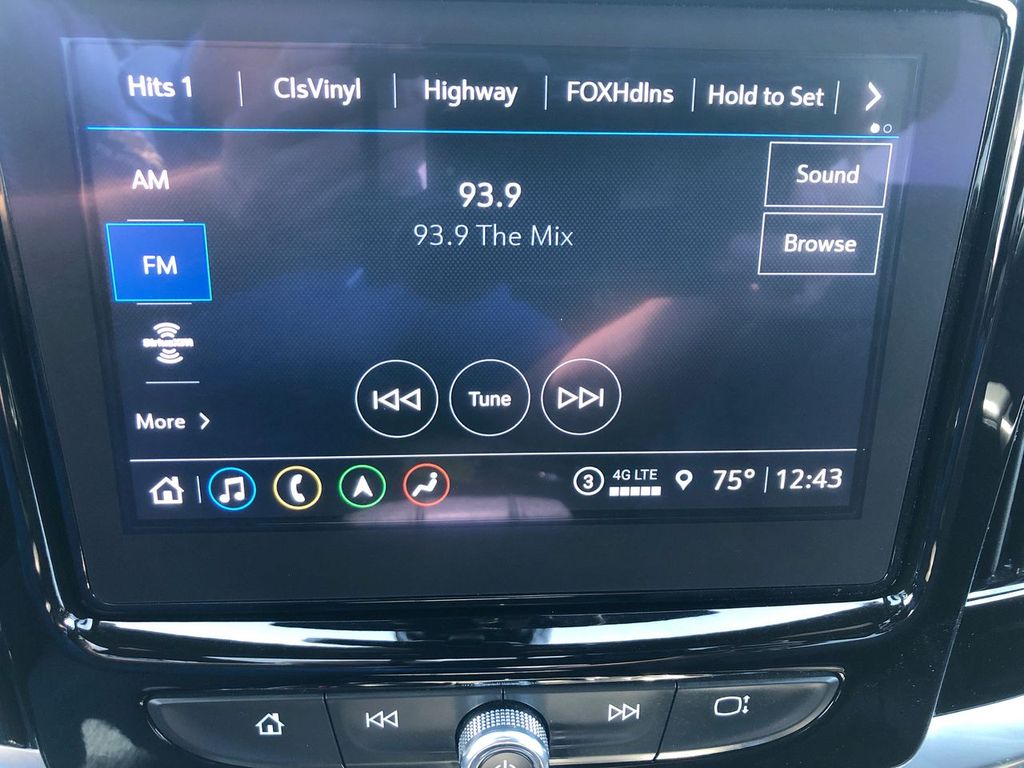 Hits 1
ClsVinyl
Highway
FOXHdlns
Hold to Set
AM
93.9
Sound
93.9 The Mix
Browse
FM
SiriusXM
Tune
More
3
4G LTE
75°
12:43